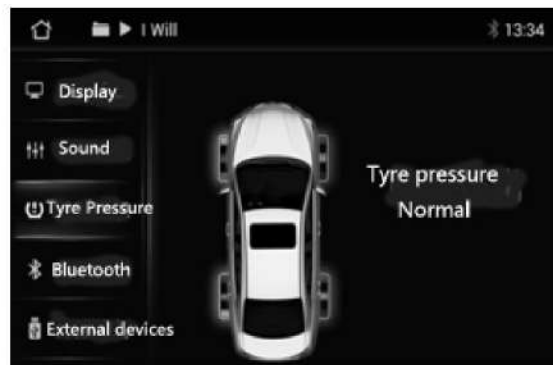 I Will
13:34
Display
Sound
Tyre Pressure
Bluetooth
External devices
Tyre pressure
Normal